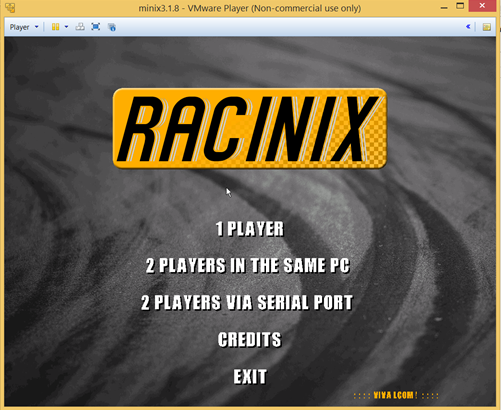 minix3.1.8 - VMware Player (Non-commercial use only)
Player
RACINIX
1 PLAYER
2 PLAYERS IN THE SAME PC
2 PLAYERS VIA SERIAL PORT
CREDITS
EXIT
:::: VIVA LCOM! ::::